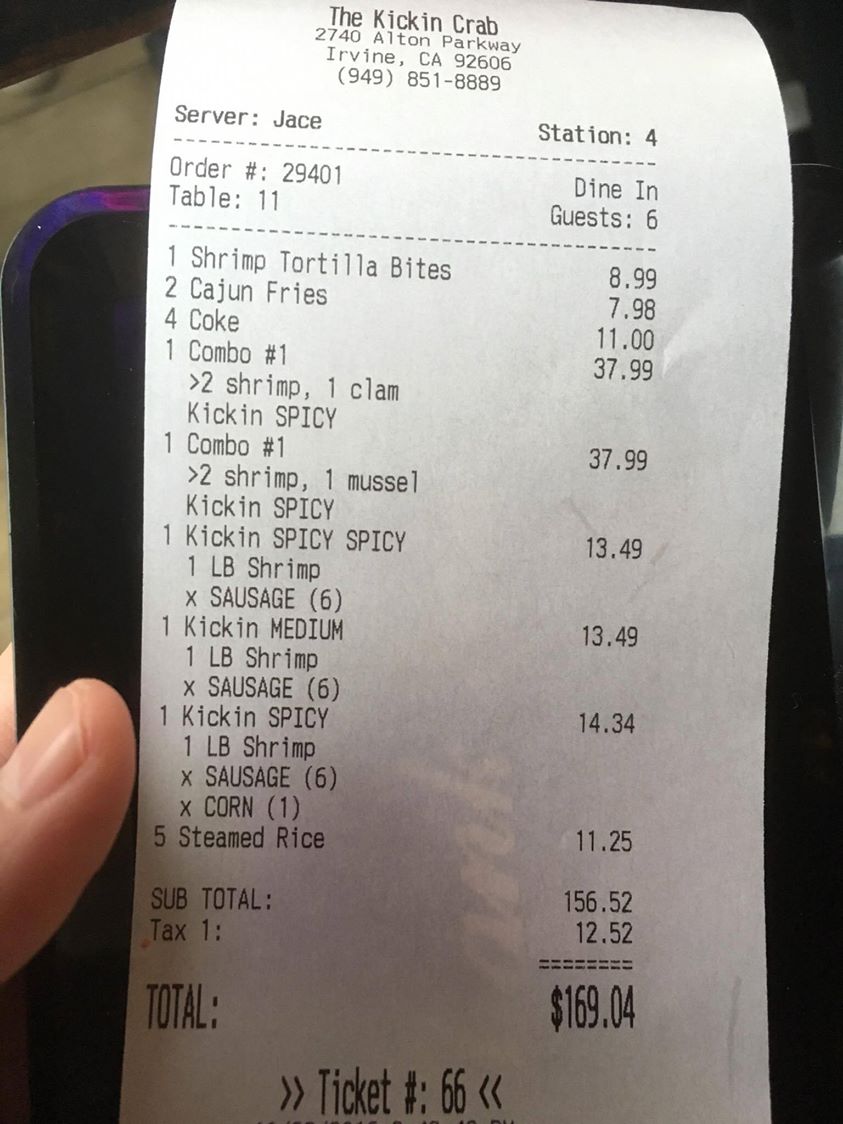 The Kickin Crab
2740 Alton Parkway
Irvine, CA 92606
(949) 851-8889
Server: Jace Station: 4
Order #: 29401 Dine In
Table: 11 Guests: 6
1 Shrimp Tortilla Bites 8.99
2 Cajun Fries 7.98
4 Coke 11.00
1 Combo #1 37.99
>2 shrimp, 1 clam
Kickin SPICY
1 Combo #1 37.99
>2 shrimp, 1 mussel
Kickin SPICY
1 Kickin SPICY SPICY 13.49
1 LB Shrimp
x SAUSAGE (6)
1 Kickin MEDIUM 13.49
1 LB Shrimp
x SAUSAGE (6)
1 Kickin SPICY 14.34
1 LB Shrimp
x SAUSAGE (6)
x CORN (1)
5 Steamed Rice 11.25
SUB TOTAL: 156.52
Tax 1: 12.52
========
TOTAL: $169.04
>> Ticket #: 66 <<